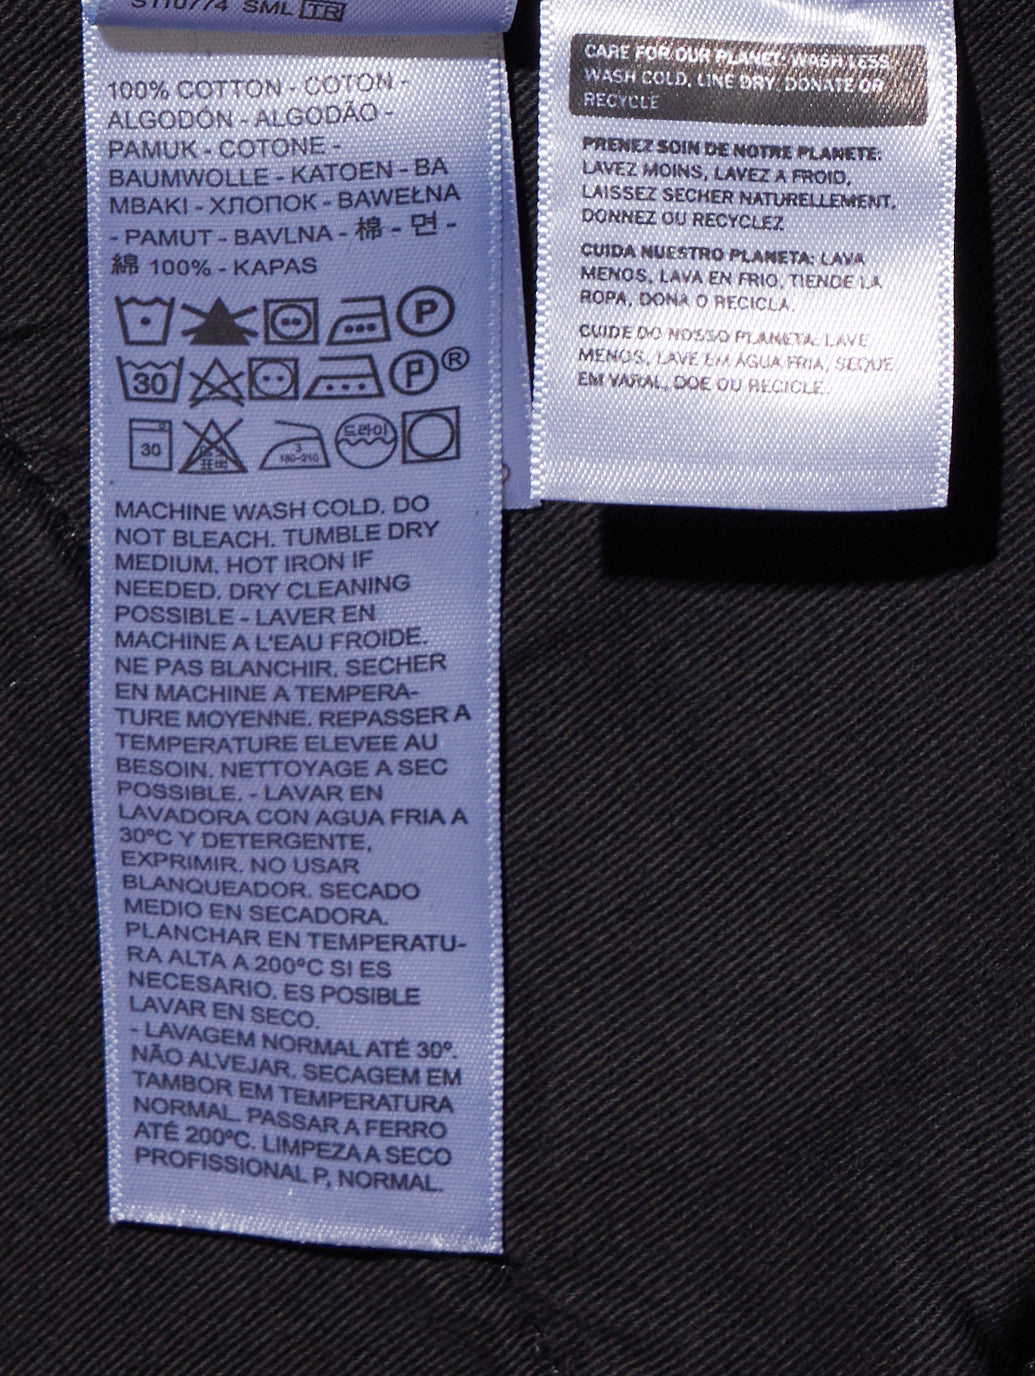 S110774 SML TR
100% COTTON - COTON -
ALGODÓN - ALGODÃO -
PAMUK - COTONE -
BAUMWOLLE - KATOEN - BA
MBAKI - ХЛОПОК - BAWEŁNA
- PAMUT - BAVLNA - 棉 - 면 -
綿 100% - KAPAS
P
30 P ®
30 3 180-210 드라이
MACHINE WASH COLD. DO
NOT BLEACH. TUMBLE DRY
MEDIUM. HOT IRON IF
NEEDED. DRY CLEANING
POSSIBLE - LAVER EN
MACHINE A L'EAU FROIDE.
NE PAS BLANCHIR. SECHER
EN MACHINE A TEMPERA-
TURE MOYENNE. REPASSER A
TEMPERATURE ELEVEE AU
BESOIN. NETTOYAGE A SEC
POSSIBLE. - LAVAR EN
LAVADORA CON AGUA FRIA A
30°C Y DETERGENTE,
EXPRIMIR. NO USAR
BLANQUEADOR. SECADO
MEDIO EN SECADORA.
PLANCHAR EN TEMPERATU-
RA ALTA A 200°C SI ES
NECESARIO. ES POSIBLE
LAVAR EN SECO.
- LAVAGEM NORMAL ATÉ 30°.
NÃO ALVEJAR. SECAGEM EM
TAMBOR EM TEMPERATURA
NORMAL. PASSAR A FERRO
ATÉ 200°C. LIMPEZA A SECO
PROFISSIONAL P, NORMAL.
CARE FOR OUR PLANET: WASH LESS,
WASH COLD, LINE DRY, DONATE OR
RECYCLE
PRENEZ SOIN DE NOTRE PLANETE:
LAVEZ MOINS, LAVEZ A FROID,
LAISSEZ SECHER NATURELLEMENT,
DONNEZ OU RECYCLEZ
CUIDA NUESTRO PLANETA: LAVA
MENOS, LAVA EN FRIO, TIENDE LA
ROPA, DONA O RECICLA.
CUIDE DO NOSSO PLANETA: LAVE
MENOS, LAVE EM ÁGUA FRIA, SEQUE
EM VARAL, DOE OU RECICLE.